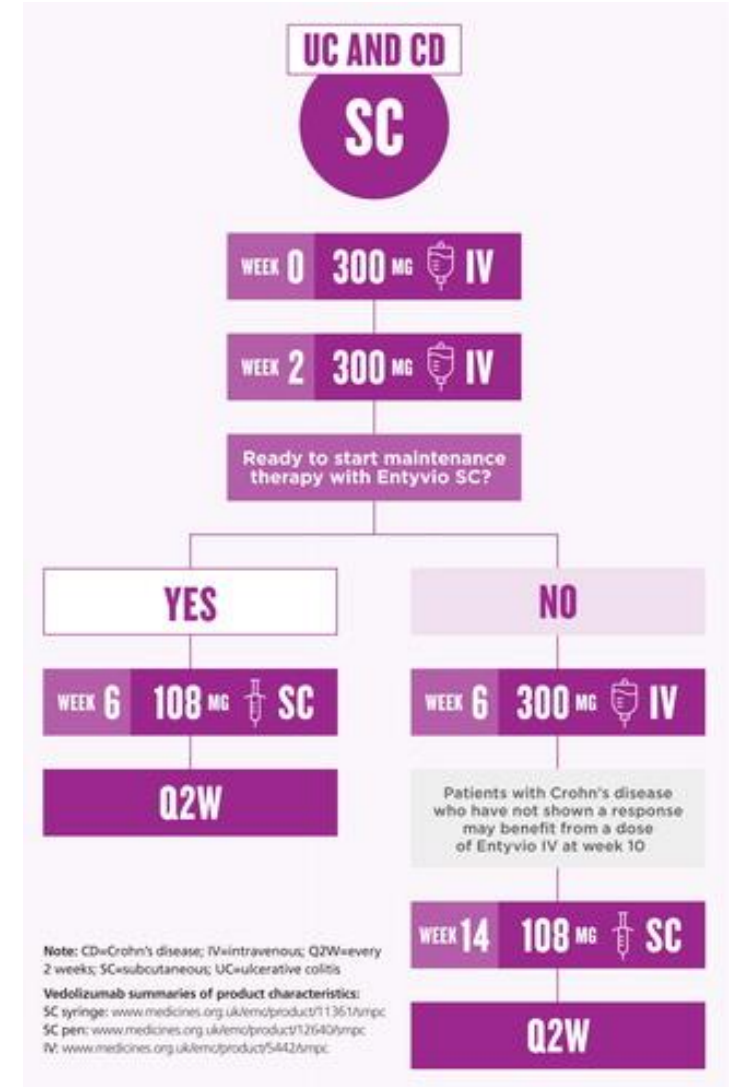 UC AND CD
SC
WEEK 0 300 MG IV
WEEK 2 300 MG IV
Ready to start maintenance
therapy with Entyvio SC?
YES
WEEK 6 108 MG SC
Q2W
NO
WEEK 6 300 MG IV
Patients with Crohn's disease
who have not shown a response
may benefit from a dose
of Entyvio IV at week 10
WEEK 14 108 MG SC
Q2W
Note: CD=Crohn's disease; IV=intravenous; Q2W=every
2 weeks; SC=subcutaneous; UC=ulcerative colitis
Vedolizumab summaries of product characteristics:
SC syringe: www.medicines.org.uk/emc/product/11361/smpc
SC pen: www.medicines.org.uk/emc/product/12640/smpc
IV: www.medicines.org.uk/emc/product/5442/smpc